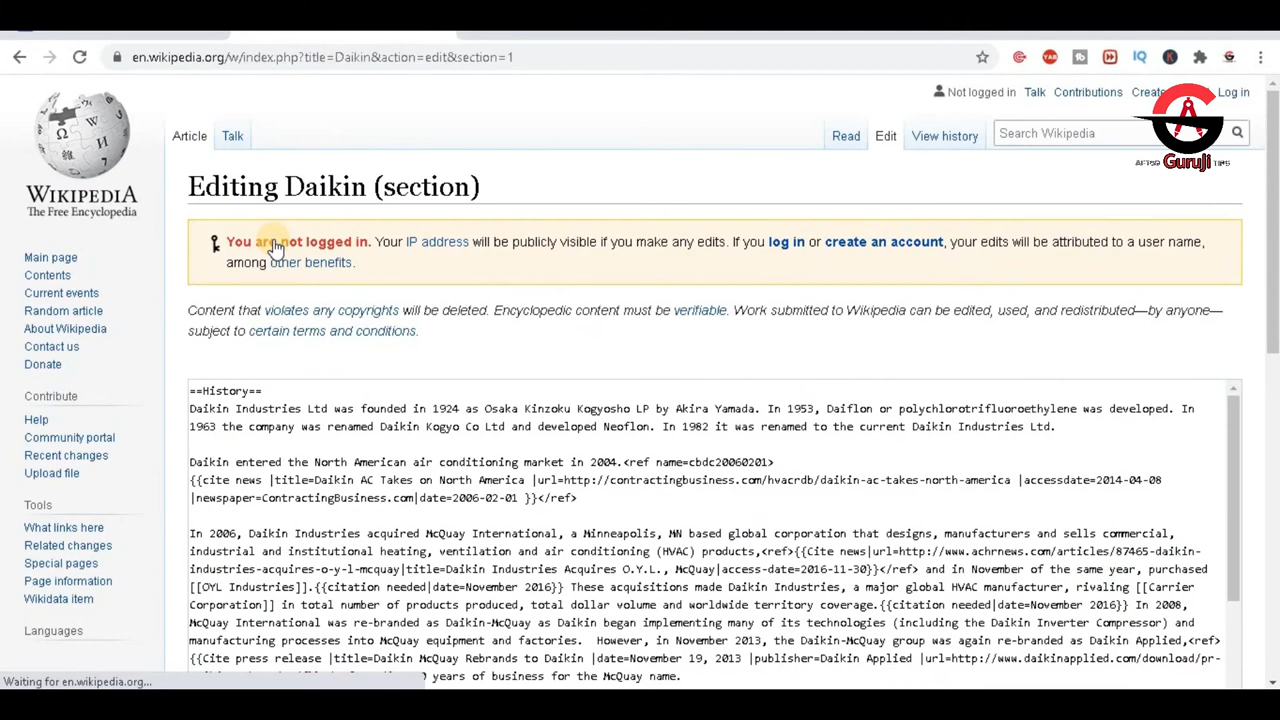 en.wikipedia.org/w/index.php?title=Daikin&action=edit&section=1
Not logged in Talk Contributions Create Log in
Article Talk Read Edit View history Search Wikipedia
AFTER GuruJi TIPS
WIKIPEDIA
The Free Encyclopedia
Main page
Contents
Current events
Random article
About Wikipedia
Contact us
Donate
Contribute
Help
Community portal
Recent changes
Upload file
Tools
What links here
Related changes
Special pages
Page information
Wikidata item
Languages
Editing Daikin (section)
You are not logged in. Your IP address will be publicly visible if you make any edits. If you log in or create an account, your edits will be attributed to a user name,
among other benefits.
Content that violates any copyrights will be deleted. Encyclopedic content must be verifiable. Work submitted to Wikipedia can be edited, used, and redistributed—by anyone—
subject to certain terms and conditions.
==History==
Daikin Industries Ltd was founded in 1924 as Osaka Kinzoku Kogyosho LP by Akira Yamada. In 1953, Daiflon or polychlorotrifluoroethylene was developed. In
1963 the company was renamed Daikin Kogyo Co Ltd and developed Neoflon. In 1982 it was renamed to the current Daikin Industries Ltd.
Daikin entered the North American air conditioning market in 2004.<ref name=cbdc20060201>
{{cite news |title=Daikin AC Takes on North America |url=http://contractingbusiness.com/hvacrdb/daikin-ac-takes-north-america |accessdate=2014-04-08
|newspaper=ContractingBusiness.com|date=2006-02-01 }}</ref>
In 2006, Daikin Industries acquired McQuay International, a Minneapolis, MN based global corporation that designs, manufacturers and sells commercial,
industrial and institutional heating, ventilation and air conditioning (HVAC) products,<ref>{{Cite news|url=http://www.achrnews.com/articles/87465-daikin-
industries-acquires-o-y-l-mcquay|title=Daikin Industries Acquires O.Y.L., McQuay|access-date=2016-11-30}}</ref> and in November of the same year, purchased
[[OYL Industries]].{{citation needed|date=November 2016}} These acquisitions made Daikin Industries, a major global HVAC manufacturer, rivaling [[Carrier
Corporation]] in total number of products produced, total dollar volume and worldwide territory coverage.{{citation needed|date=November 2016}} In 2008,
McQuay International was re-branded as Daikin-McQuay as Daikin began implementing many of its technologies (including the Daikin Inverter Compressor) and
manufacturing processes into McQuay equipment and factories. However, in November 2013, the Daikin-McQuay group was again re-branded as Daikin Applied,<ref>
{{Cite press release |title=Daikin McQuay Rebrands to Daikin |date=November 19, 2013 |publisher=Daikin Applied |url=http://www.daikinapplied.com/download/pr-
years of business for the McQuay name.
Waiting for en.wikipedia.org...